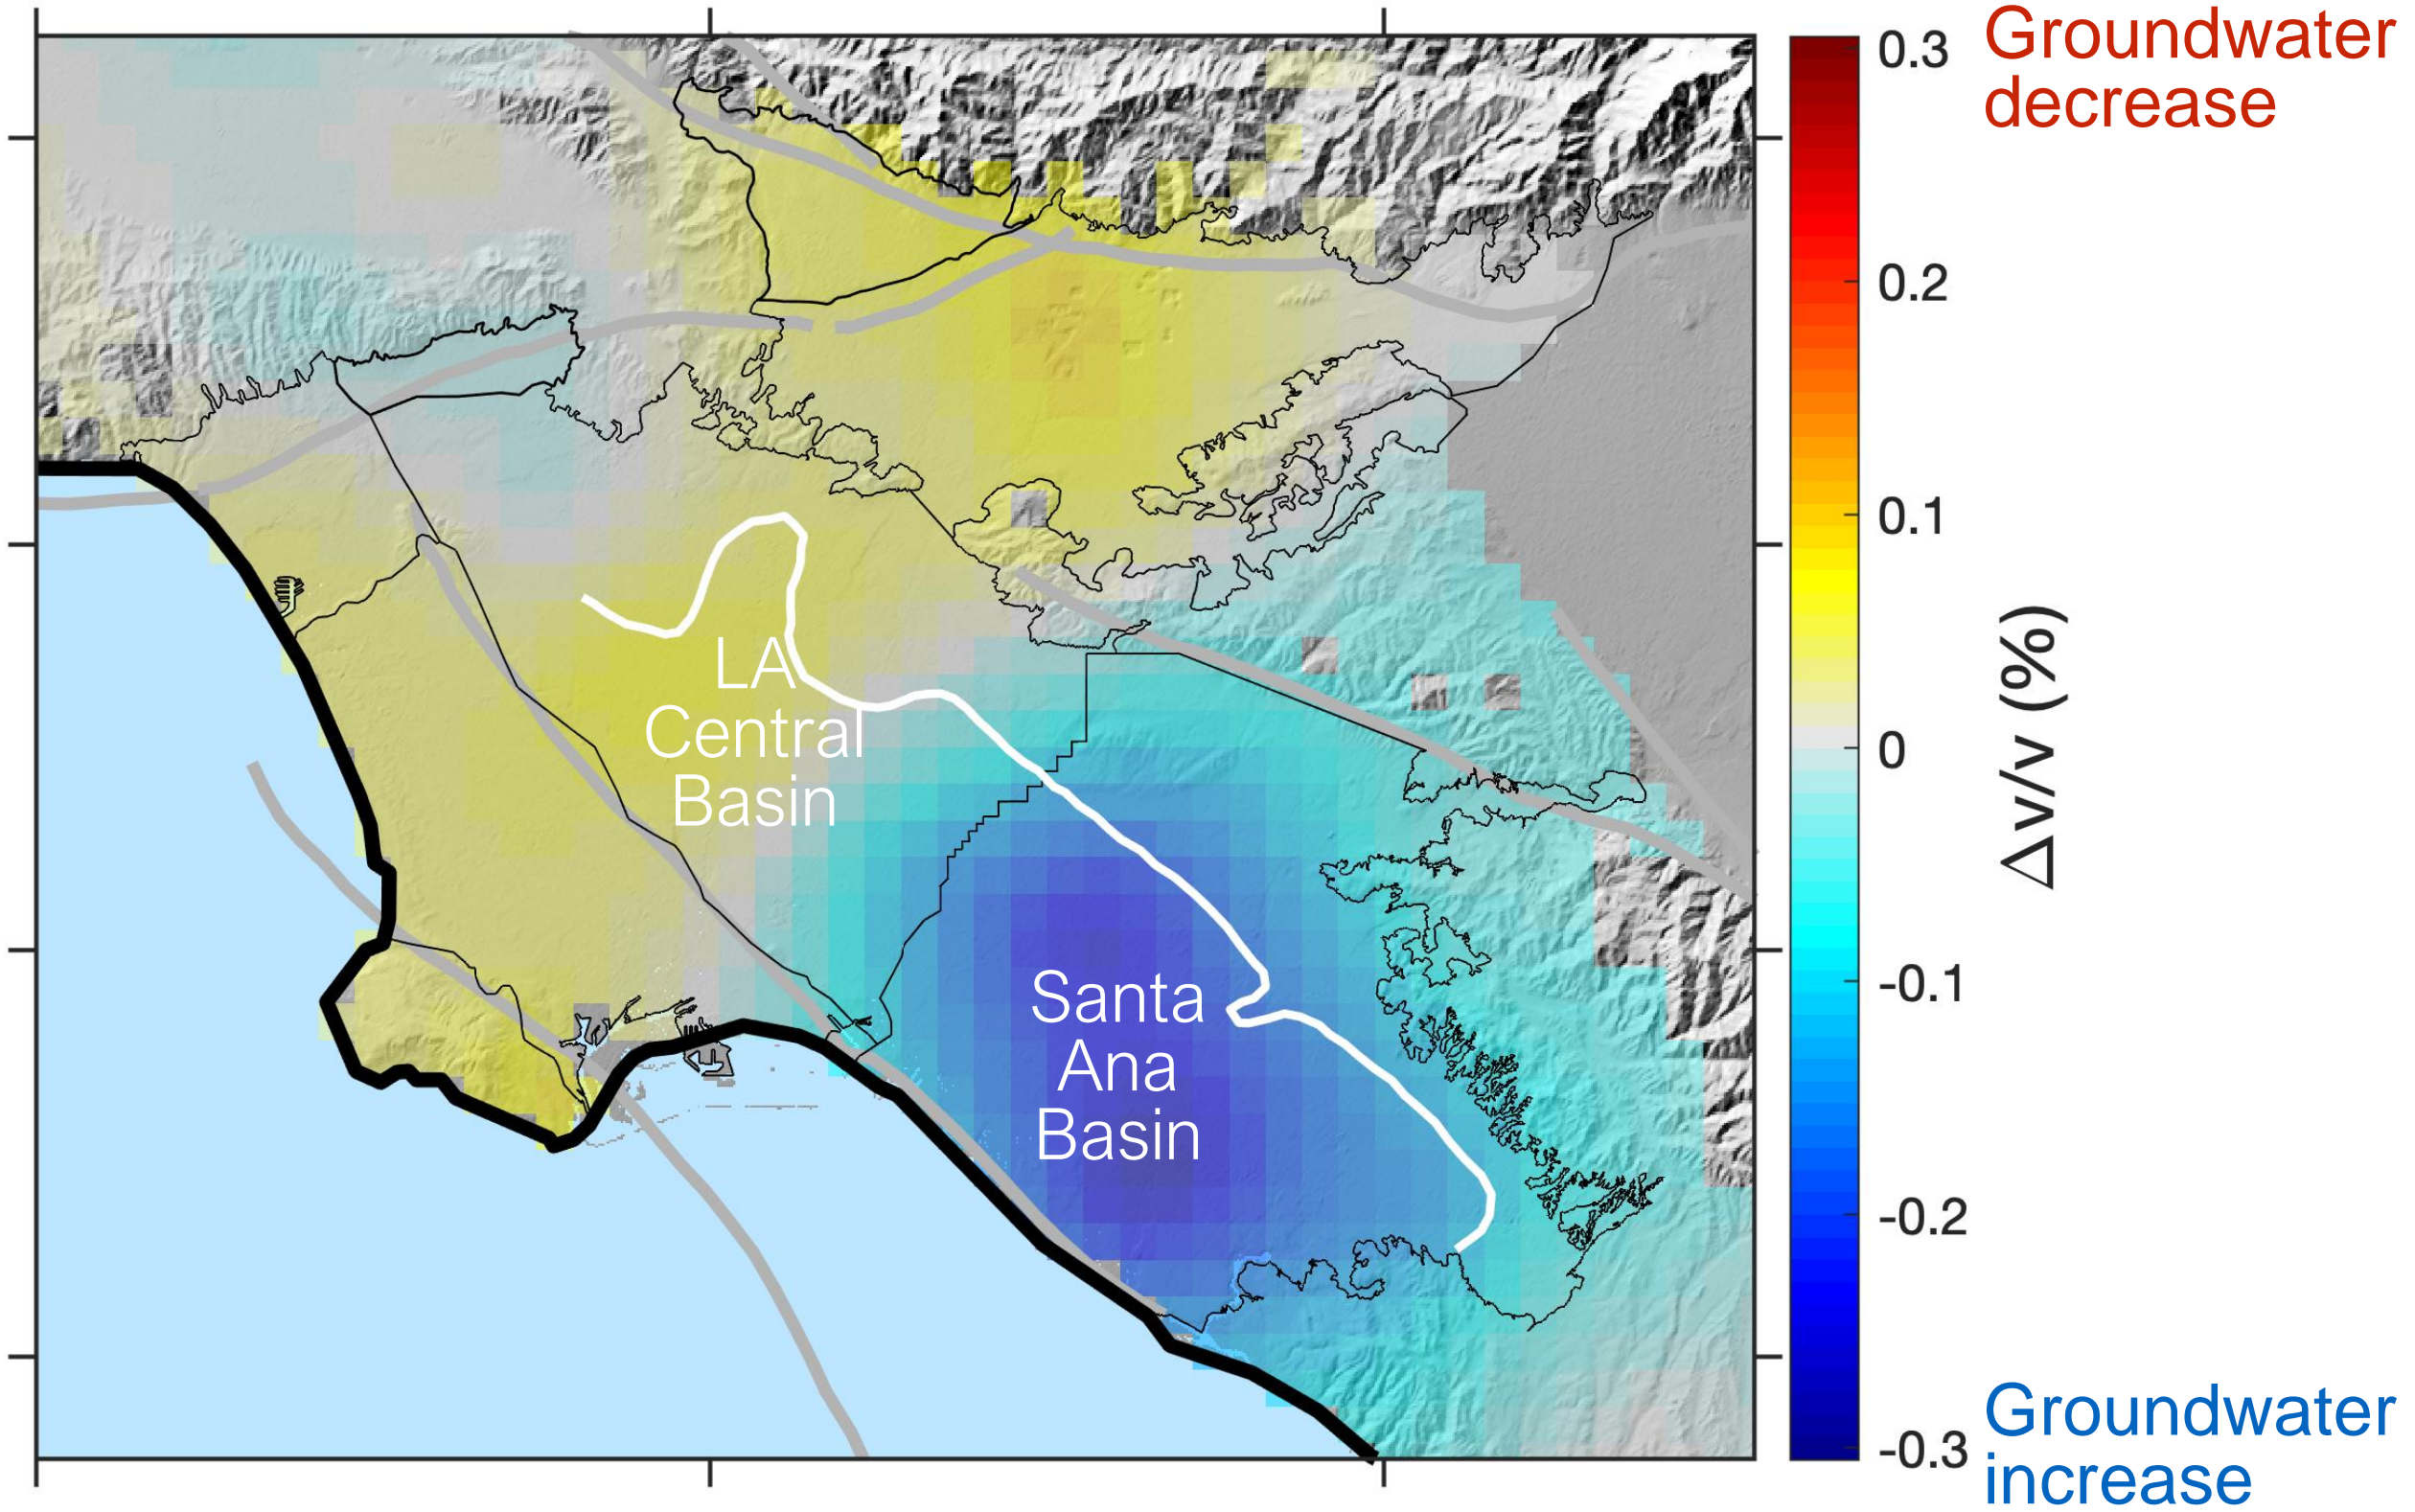 Groundwater
decrease
0.3
0.2
0.1
0
-0.1
-0.2
-0.3
Δv/v (%)
LA
Central
Basin
Santa
Ana
Basin
Groundwater
increase